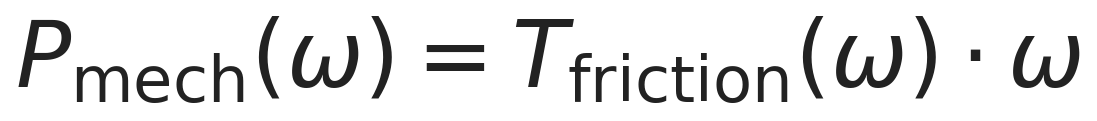 P_mech(ω) = T_friction(ω) · ω